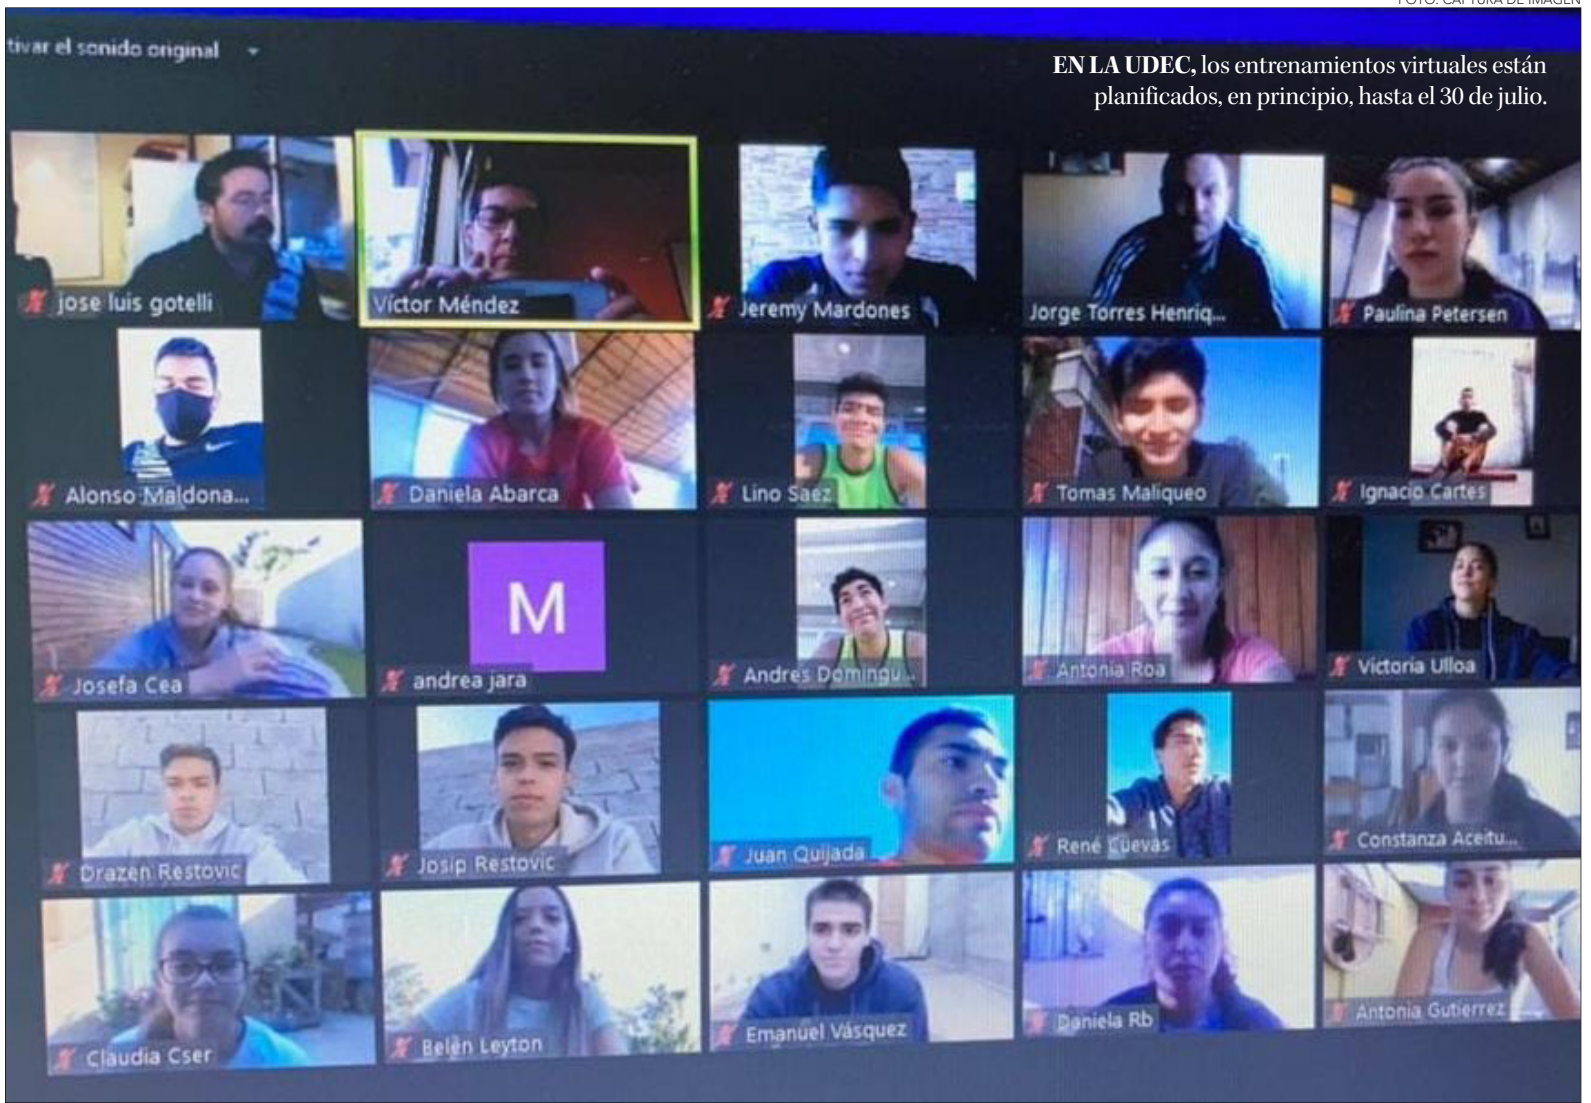 FOTO: CAPTURA DE IMAGEN
tivar el sonido original
EN LA UDEC, los entrenamientos virtuales están
planificados, en principio, hasta el 30 de julio.
jose luis gotelli
Víctor Méndez
Jeremy Mardones
Jorge Torres Henriq...
Paulina Petersen
Alonso Maldona...
Daniela Abarca
Lino Saez
Tomas Maliqueo
Ignacio Cartes
Josefa Cea
M
andrea jara
Andres Domingu...
Antonia Roa
Victoria Ulloa
Drazen Restovic
Josip Restovic
Juan Quijada
René Cuevas
Constanza Aceitu...
Claudia Cser
Belén Leyton
Emanuel Vásquez
Daniela Rb
Antonia Gutierrez